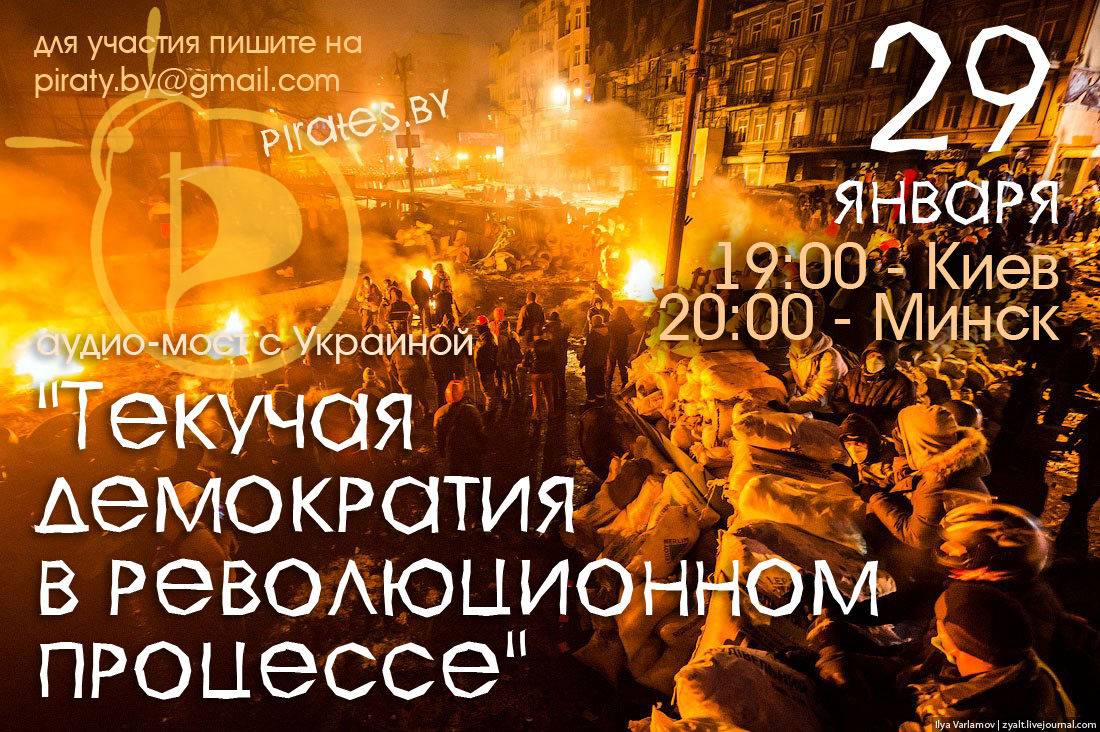 для участия пишите на
piraty.by@gmail.com
pirates.BY
29
января
19:00 - Киев
20:00 - Минск
аудио-мост с Украиной
"Текучая
демократия
в революционном
процессе"
Ilya Varlamov | zyalt.livejournal.com